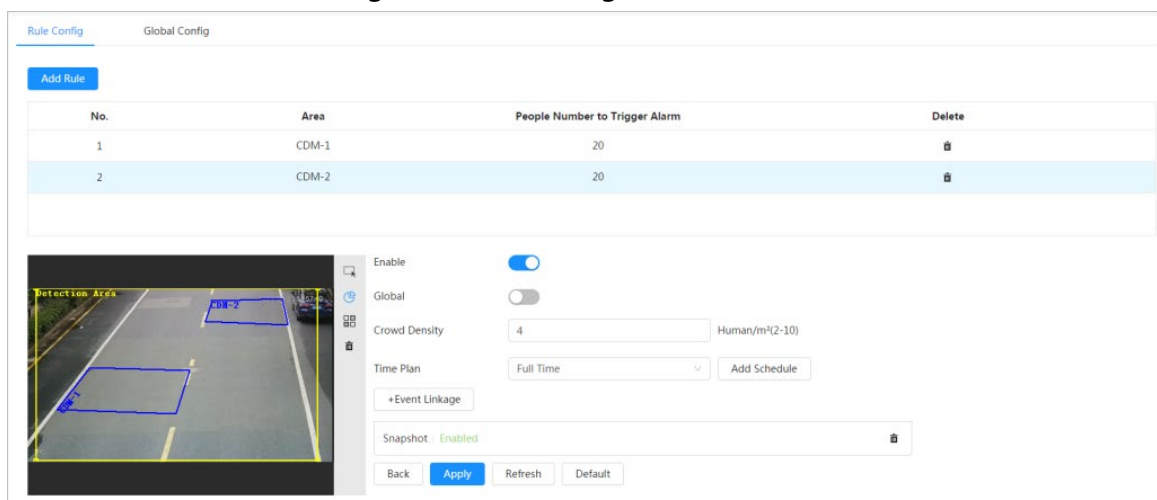 Rule Config Global Config
Add Rule
No. Area People Number to Trigger Alarm Delete
1 CDM-1 20
2 CDM-2 20
Enable
Global
Crowd Density 4 Human/m²(2-10)
Time Plan Full Time Add Schedule
+Event Linkage
Snapshot Enabled
Back Apply Refresh Default
Detection Area
CDM-2
CDM-1